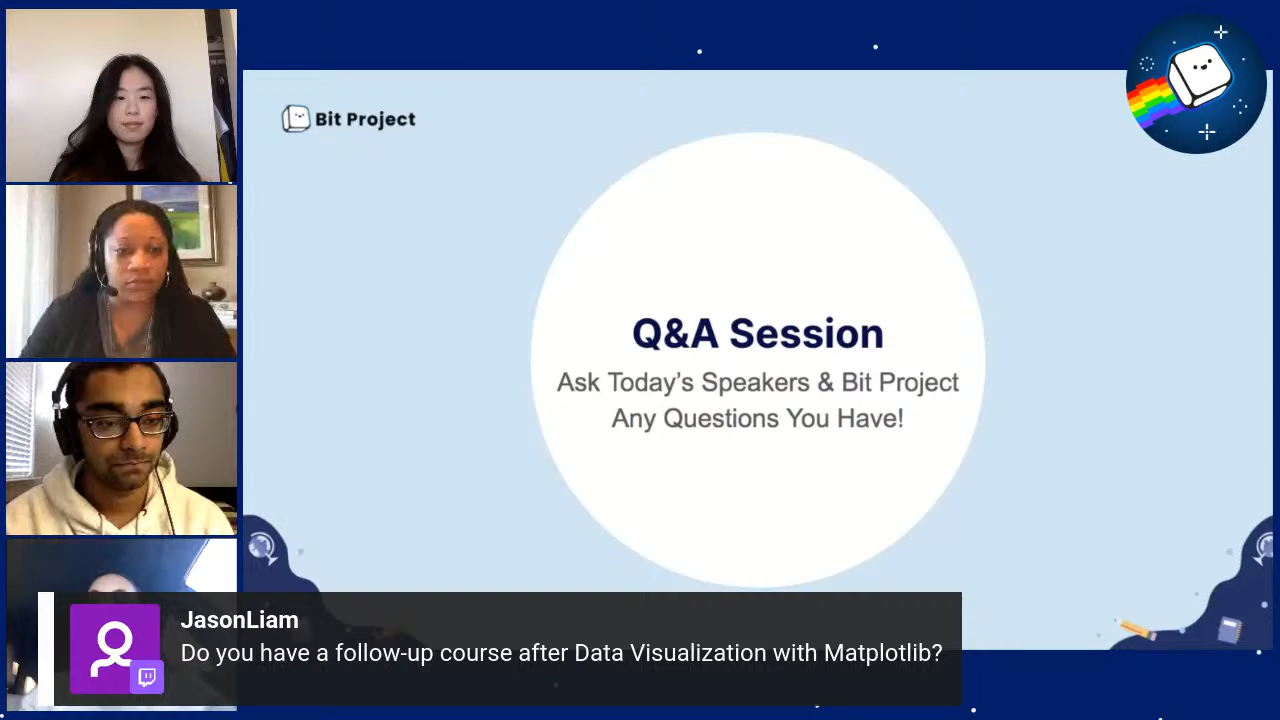 Bit Project
Q&A Session
Ask Today's Speakers & Bit Project
Any Questions You Have!
JasonLiam
Do you have a follow-up course after Data Visualization with Matplotlib?